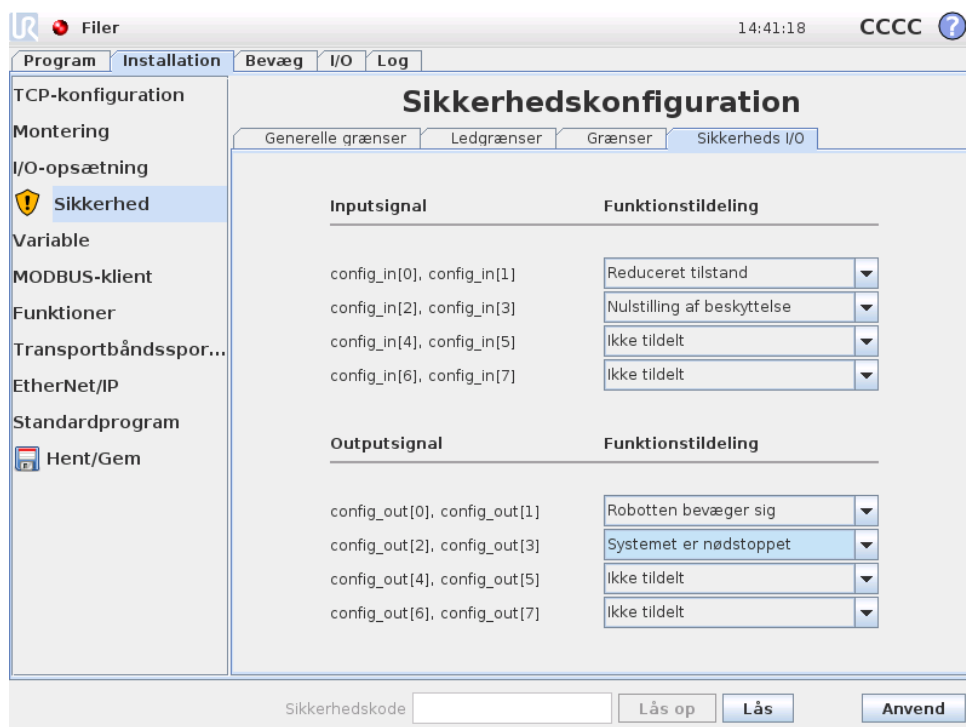 UR Filer 14:41:18 CCCC ?
Program Installation Bevæg I/O Log
TCP-konfiguration
Montering
I/O-opsætning
Sikkerhed
Variable
MODBUS-klient
Funktioner
Transportbåndsspor...
EtherNet/IP
Standardprogram
Hent/Gem
Sikkerhedskonfiguration
Generelle grænser Ledgrænser Grænser Sikkerheds I/O
Inputsignal Funktionstildeling
config_in[0], config_in[1] Reduceret tilstand
config_in[2], config_in[3] Nulstilling af beskyttelse
config_in[4], config_in[5] Ikke tildelt
config_in[6], config_in[7] Ikke tildelt
Outputsignal Funktionstildeling
config_out[0], config_out[1] Robotten bevæger sig
config_out[2], config_out[3] Systemet er nødstoppet
config_out[4], config_out[5] Ikke tildelt
config_out[6], config_out[7] Ikke tildelt
Sikkerhedskode Lås op Lås Anvend